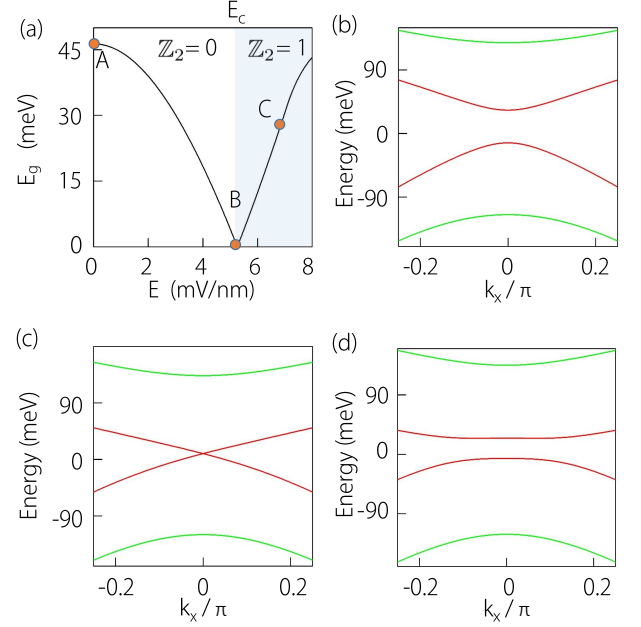 E_c
(a)
45
30
15
0
E_g (meV)
A
ℤ₂= 0
ℤ₂= 1
C
B
0 2 4 6 8
E (mV/nm)
(b)
90
0
-90
Energy (meV)
-0.2 0 0.2
k_x / π
(c)
90
0
-90
Energy (meV)
-0.2 0 0.2
k_x / π
(d)
90
0
-90
Energy (meV)
-0.2 0 0.2
k_x / π